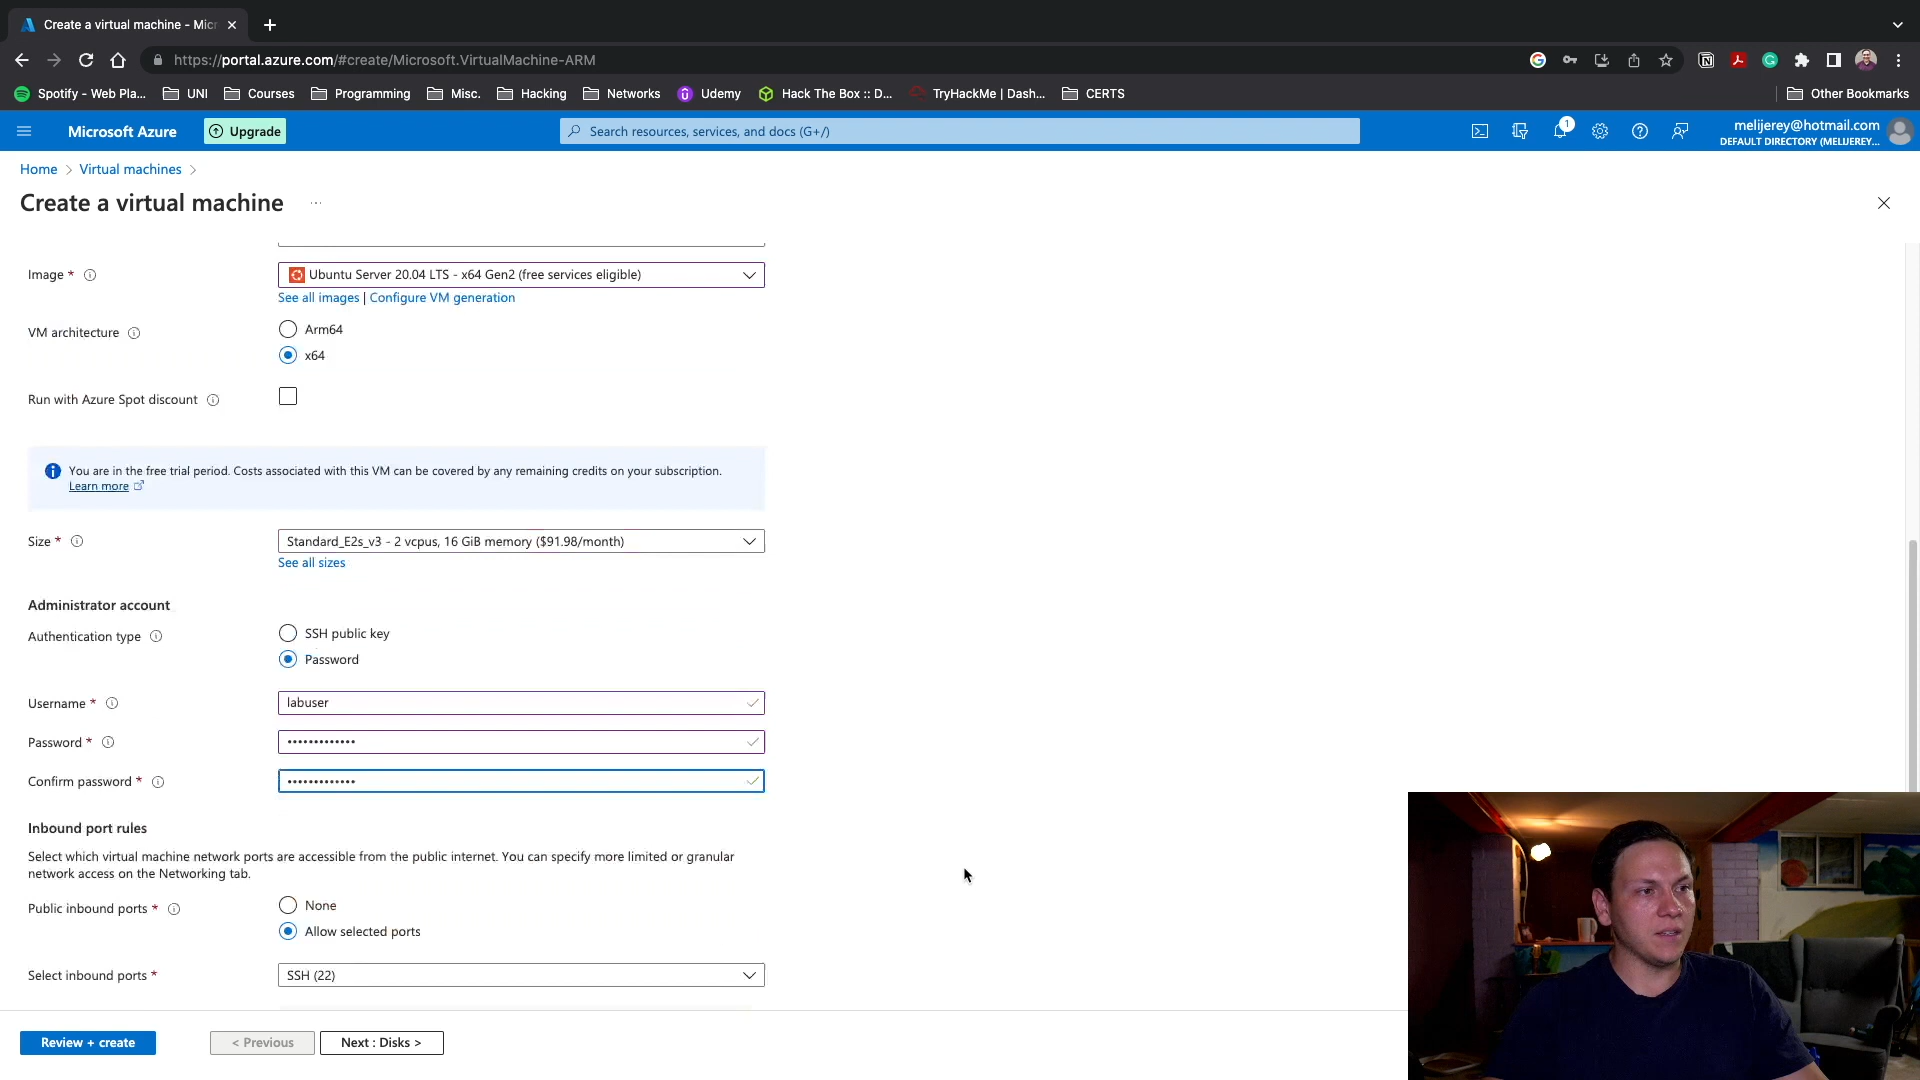 Create a virtual machine - Mic
https://portal.azure.com/#create/Microsoft.VirtualMachine-ARM
Spotify - Web Pla...
UNI
Courses
Programming
Misc.
Hacking
Networks
Udemy
Hack The Box :: D...
TryHackMe | Dash...
CERTS
Other Bookmarks
Microsoft Azure
Upgrade
Search resources, services, and docs (G+/)
1
melijerey@hotmail.com
DEFAULT DIRECTORY (MELIJEREY...
Home > Virtual machines >
Create a virtual machine ...
Image *
Ubuntu Server 20.04 LTS - x64 Gen2 (free services eligible)
See all images | Configure VM generation
VM architecture
Arm64
x64
Run with Azure Spot discount
You are in the free trial period. Costs associated with this VM can be covered by any remaining credits on your subscription.
Learn more
Size *
Standard_E2s_v3 - 2 vcpus, 16 GiB memory ($91.98/month)
See all sizes
Administrator account
Authentication type
SSH public key
Password
Username *
labuser
Password *
•••••••••••••
Confirm password *
•••••••••••••
Inbound port rules
Select which virtual machine network ports are accessible from the public internet. You can specify more limited or granular
network access on the Networking tab.
Public inbound ports *
None
Allow selected ports
Select inbound ports *
SSH (22)
Review + create
< Previous
Next : Disks >